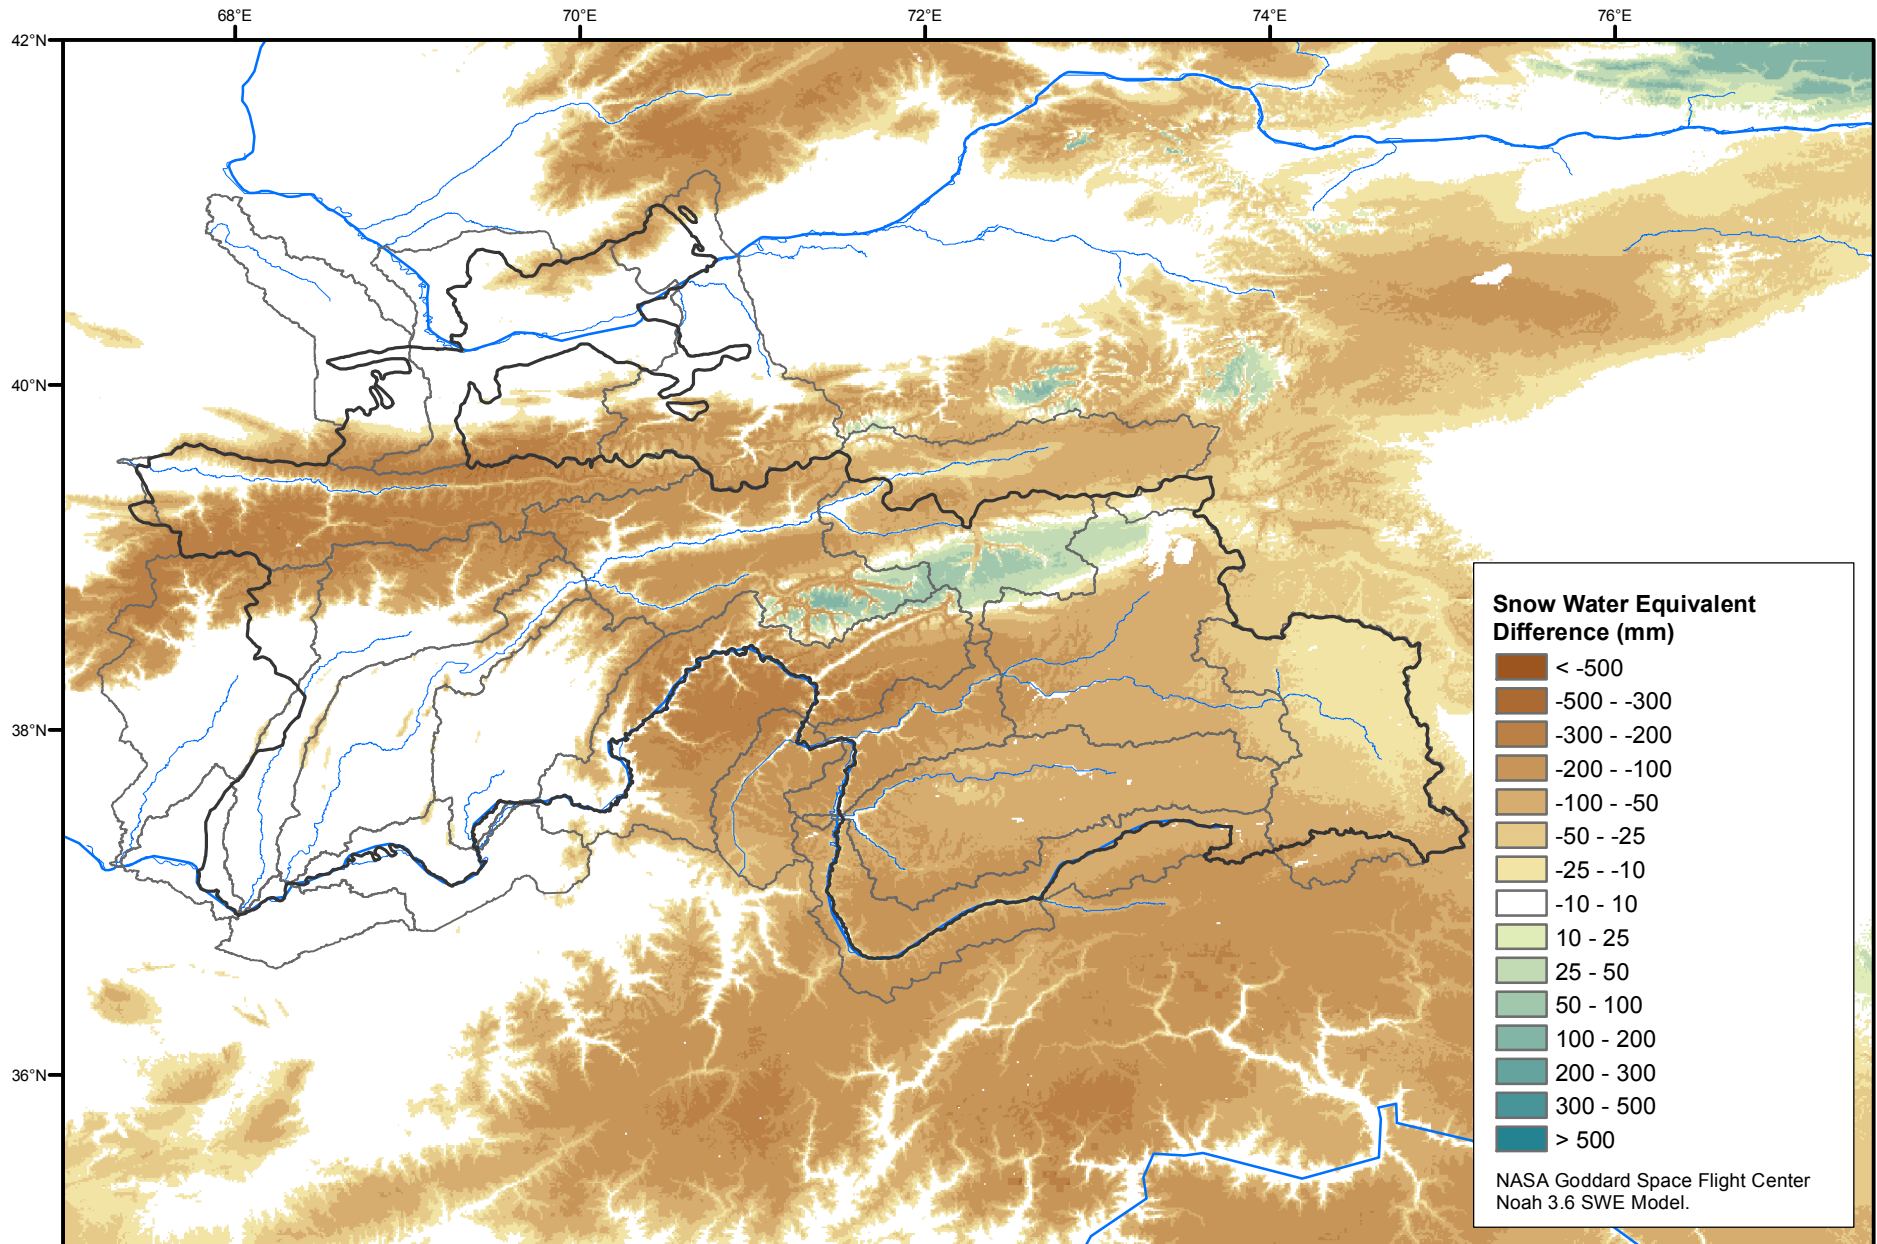 68°E 70°E 72°E 74°E 76°E
42°N
40°N
38°N
36°N
Snow Water Equivalent
Difference (mm)
< -500
-500 - -300
-300 - -200
-200 - -100
-100 - -50
-50 - -25
-25 - -10
-10 - 10
10 - 25
25 - 50
50 - 100
100 - 200
200 - 300
300 - 500
> 500
NASA Goddard Space Flight Center
Noah 3.6 SWE Model.